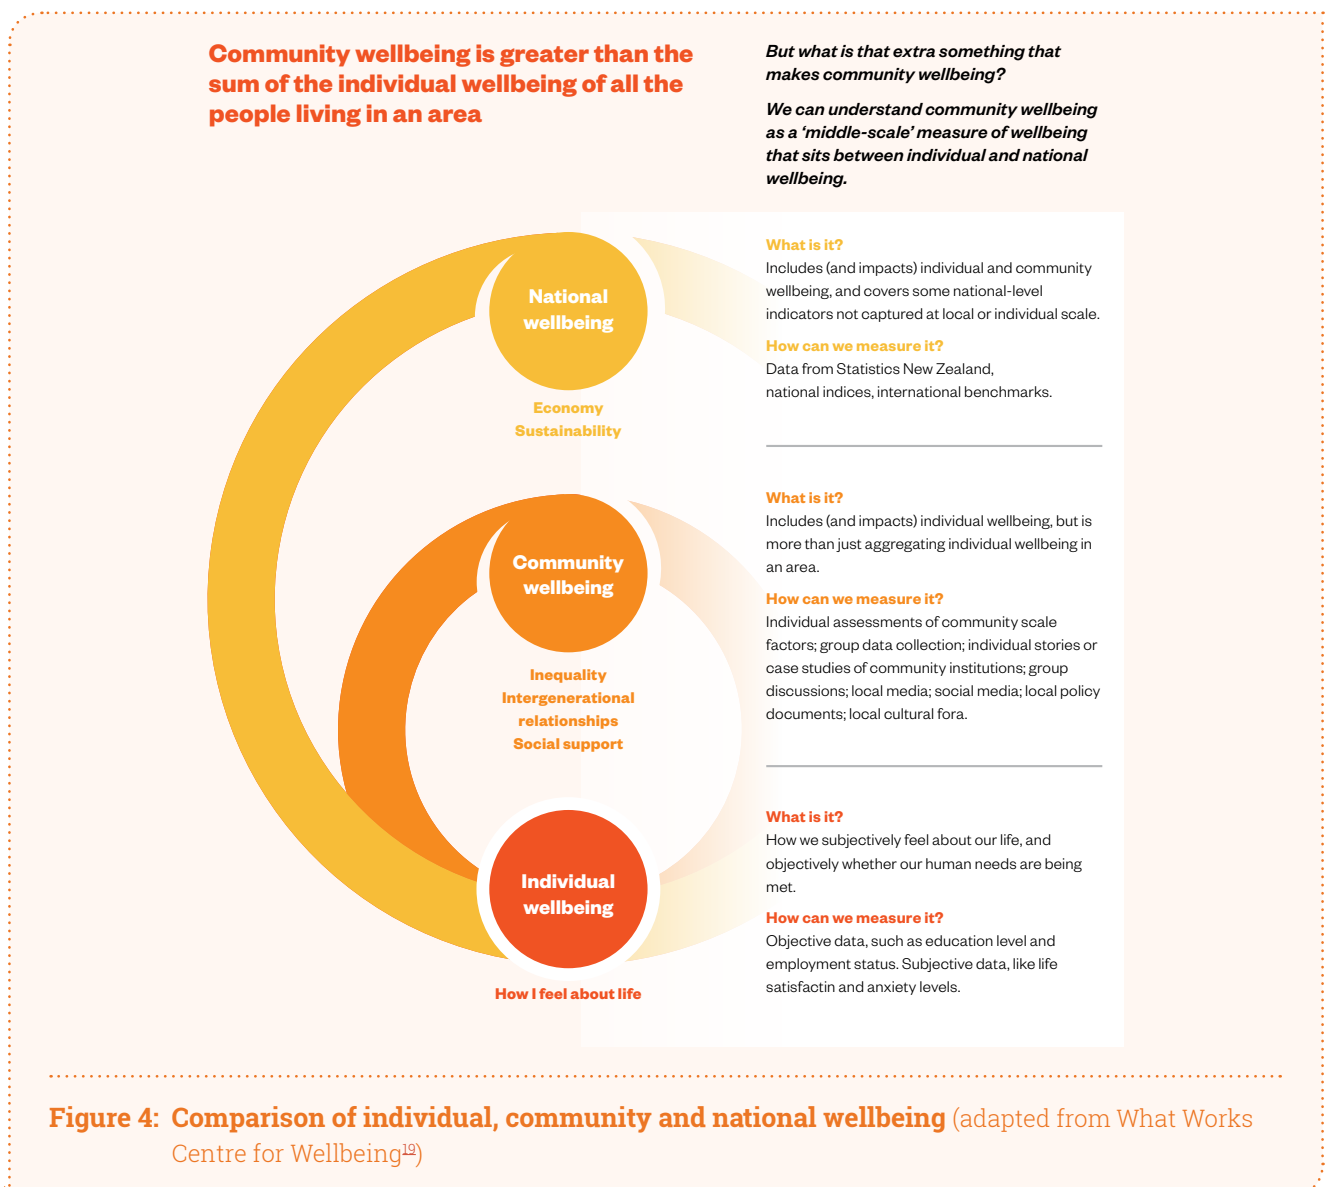 Community wellbeing is greater than the
sum of the individual wellbeing of all the
people living in an area
But what is that extra something that
makes community wellbeing?
We can understand community wellbeing
as a ‘middle-scale’ measure of wellbeing
that sits between individual and national
wellbeing.
National
wellbeing
Economy
Sustainability
What is it?
Includes (and impacts) individual and community
wellbeing, and covers some national-level
indicators not captured at local or individual scale.
How can we measure it?
Data from Statistics New Zealand,
national indices, international benchmarks.
Community
wellbeing
Inequality
Intergenerational
relationships
Social support
What is it?
Includes (and impacts) individual wellbeing, but is
more than just aggregating individual wellbeing in
an area.
How can we measure it?
Individual assessments of community scale
factors; group data collection; individual stories or
case studies of community institutions; group
discussions; local media; social media; local policy
documents; local cultural fora.
Individual
wellbeing
How I feel about life
What is it?
How we subjectively feel about our life, and
objectively whether our human needs are being
met.
How can we measure it?
Objective data, such as education level and
employment status. Subjective data, like life
satisfactin and anxiety levels.
Figure 4: Comparison of individual, community and national wellbeing (adapted from What Works
Centre for Wellbeing19)